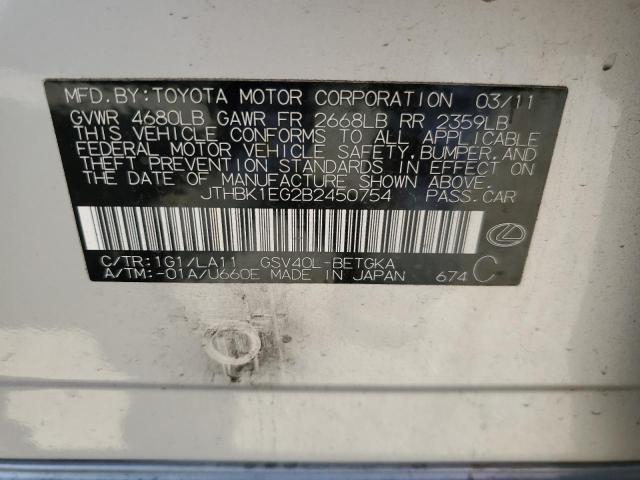 MFD. BY: TOYOTA MOTOR CORPORATION 03/11
GVWR 4680LB GAWR FR 2668LB RR 2359LB
THIS VEHICLE CONFORMS TO ALL APPLICABLE
FEDERAL MOTOR VEHICLE SAFETY, BUMPER, AND
THEFT PREVENTION STANDARDS IN EFFECT ON
THE DATE OF MANUFACTURE SHOWN ABOVE.
JTHBK1EG2B2450754 PASS.CAR
C/TR: 1G1/LA11 GSV40L-BETGKA
A/TM: -01A/U660E MADE IN JAPAN 674 C